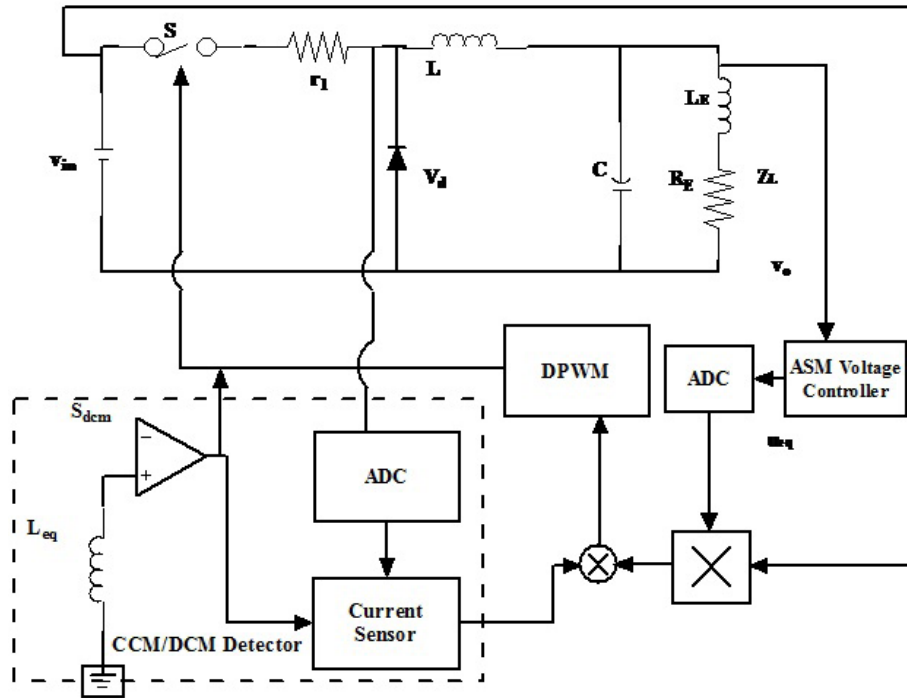 S
r1
L
LE
vin
Vd
C
RE
ZL
vo
DPWM
ADC
ASM Voltage
Controller
ueq
Sdcm
−
+
ADC
Leq
Current
Sensor
CCM/DCM Detector